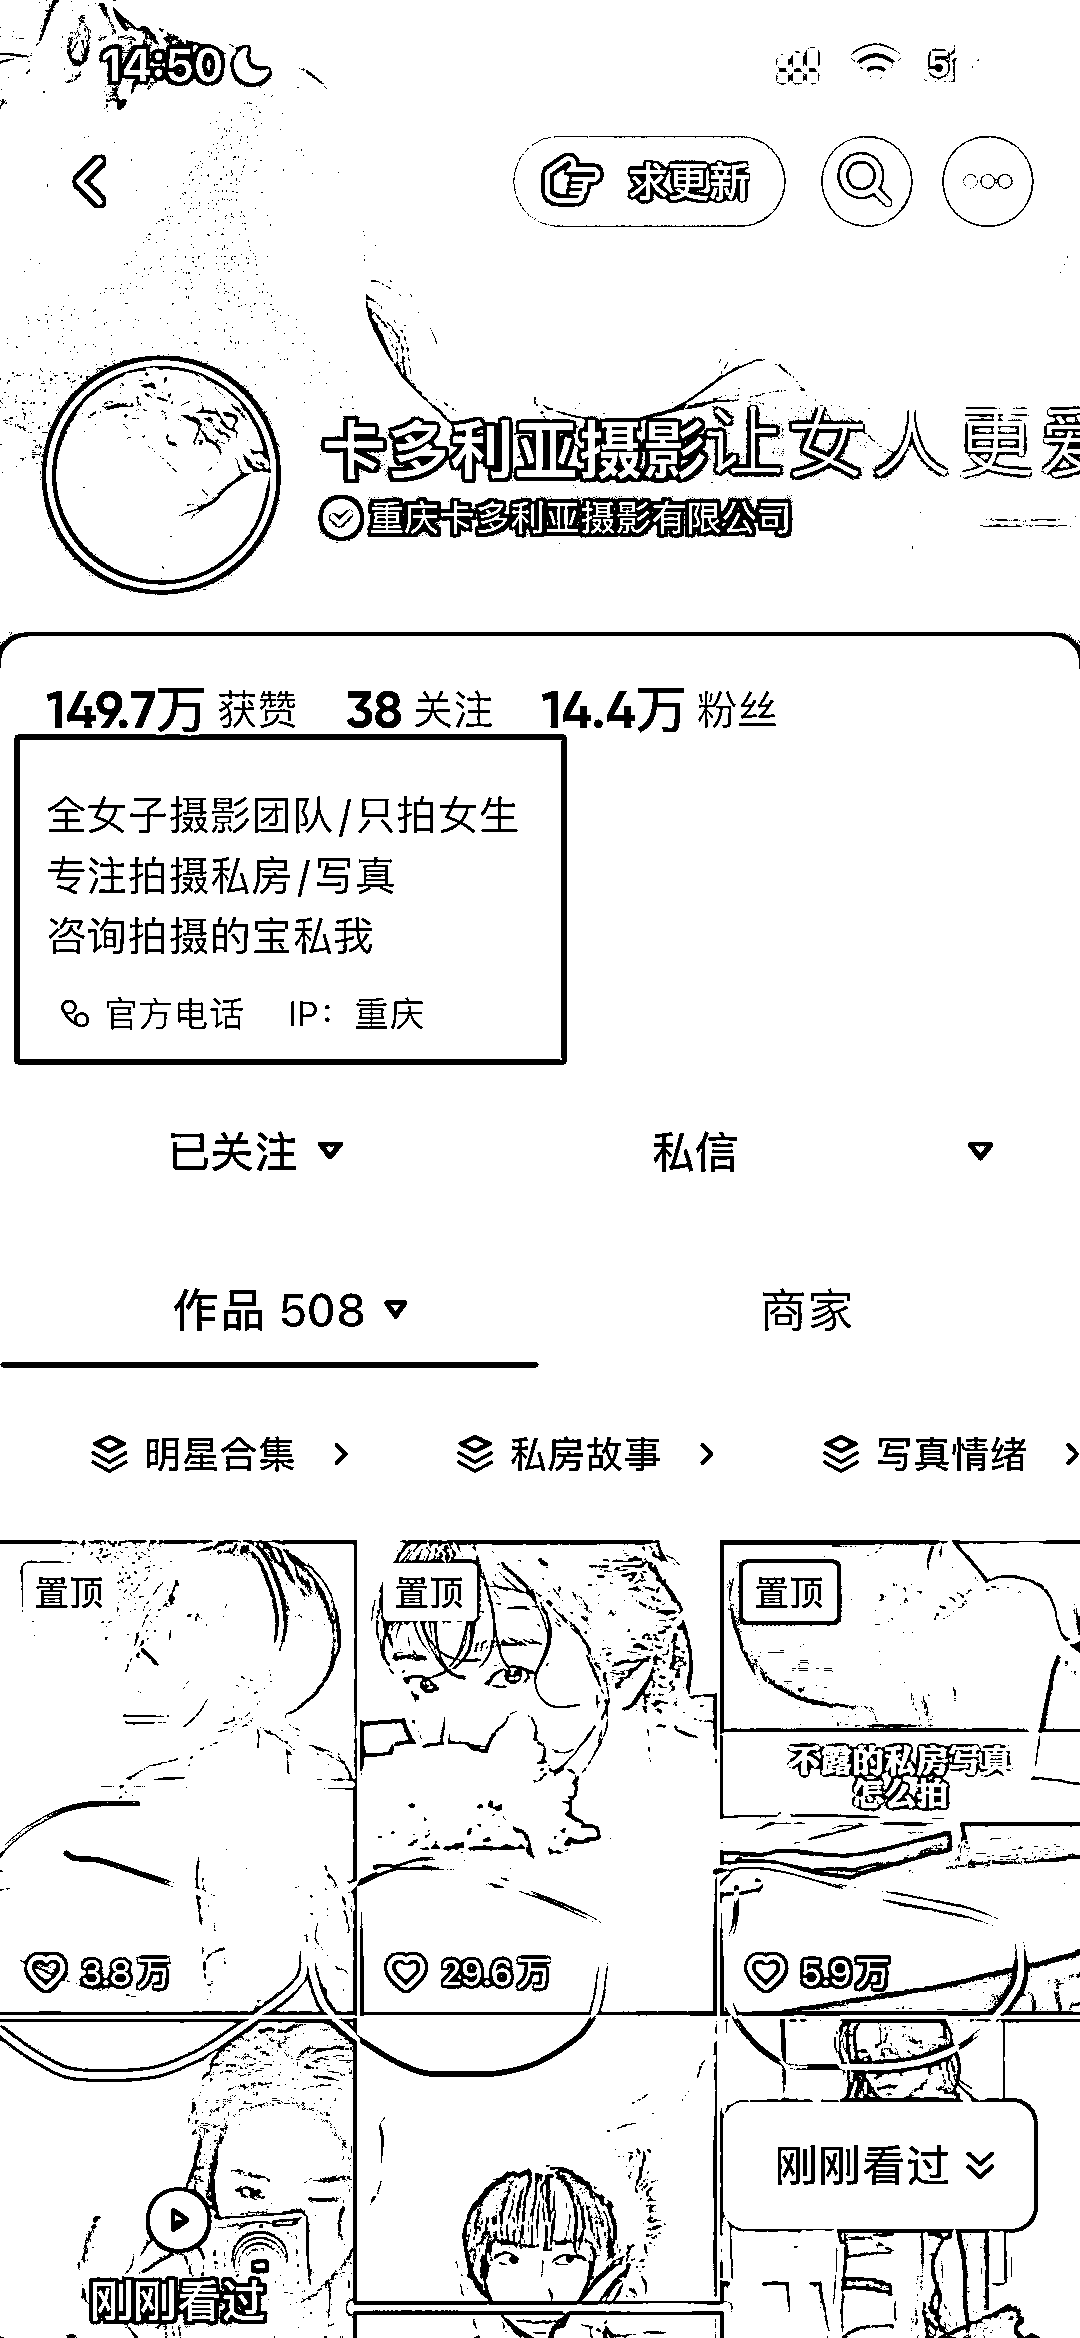 14:50
求更新
卡多利亚摄影让女人更爱
重庆卡多利亚摄影有限公司
149.7万 获赞 38 关注 14.4万 粉丝
全女子摄影团队/只拍女生
专注拍摄私房/写真
咨询拍摄的宝私我
官方电话 IP：重庆
已关注 私信
作品 508 商家
明星合集 私房故事 写真情绪
置顶 置顶 置顶
不露的私房写真
怎么拍
3.8万 29.6万 5.9万
刚刚看过
刚刚看过